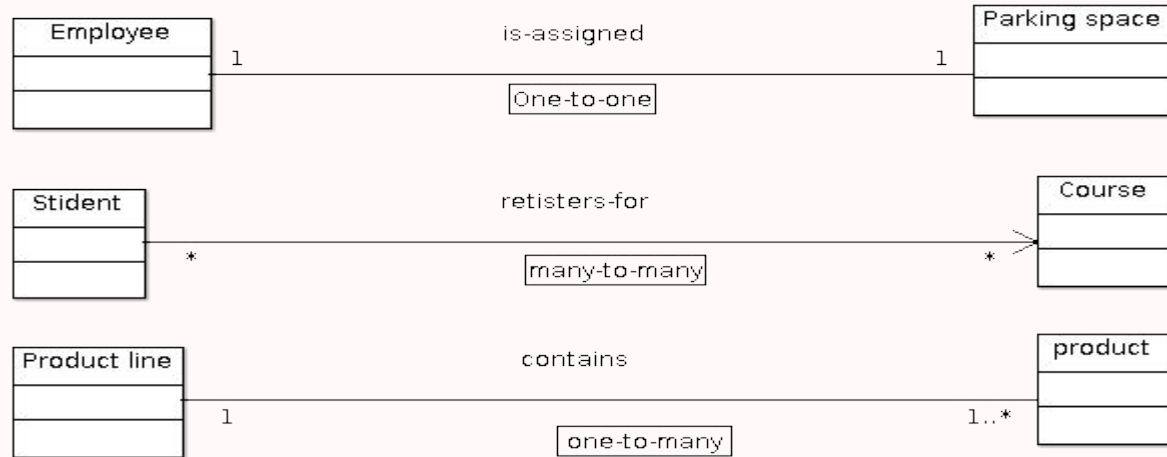 Employee
is-assigned
Parking space
1
1
One-to-one
Stident
retisters-for
Course
*
*
many-to-many
Product line
contains
product
1
1..*
one-to-many